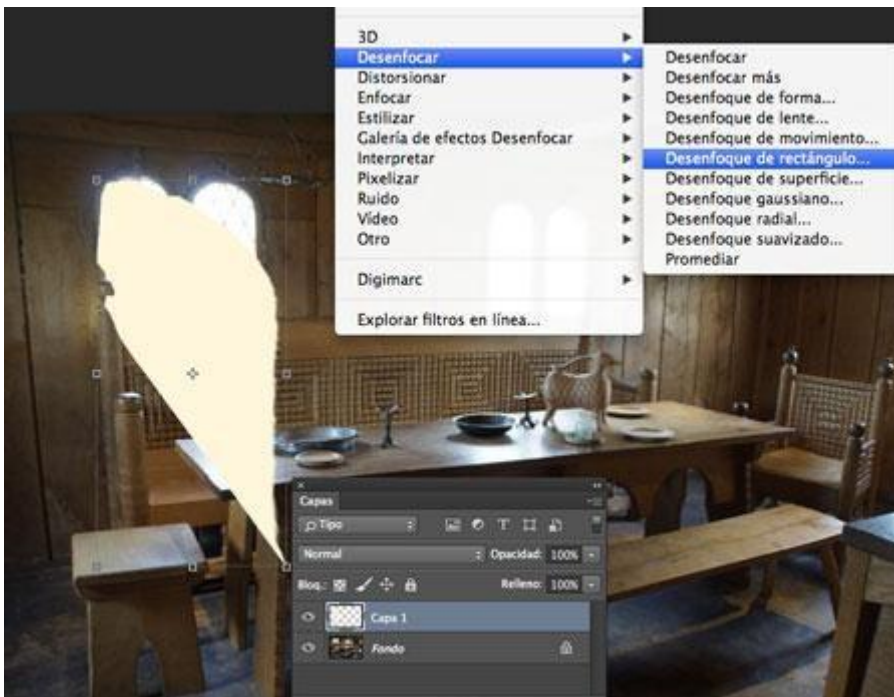 3D
Desenfocar
Distorsionar
Enfocar
Estilizar
Galería de efectos Desenfocar
Interpretar
Pixelizar
Ruido
Vídeo
Otro
Digimarc
Explorar filtros en línea...
Desenfocar
Desenfocar más
Desenfoque de forma...
Desenfoque de lente...
Desenfoque de movimiento...
Desenfoque de rectángulo...
Desenfoque de superficie...
Desenfoque gaussiano...
Desenfoque radial...
Desenfoque suavizado...
Promediar
Capas
Tipo
Normal Opacidad: 100%
Bloq.: Relleno: 100%
Capa 1
Fondo